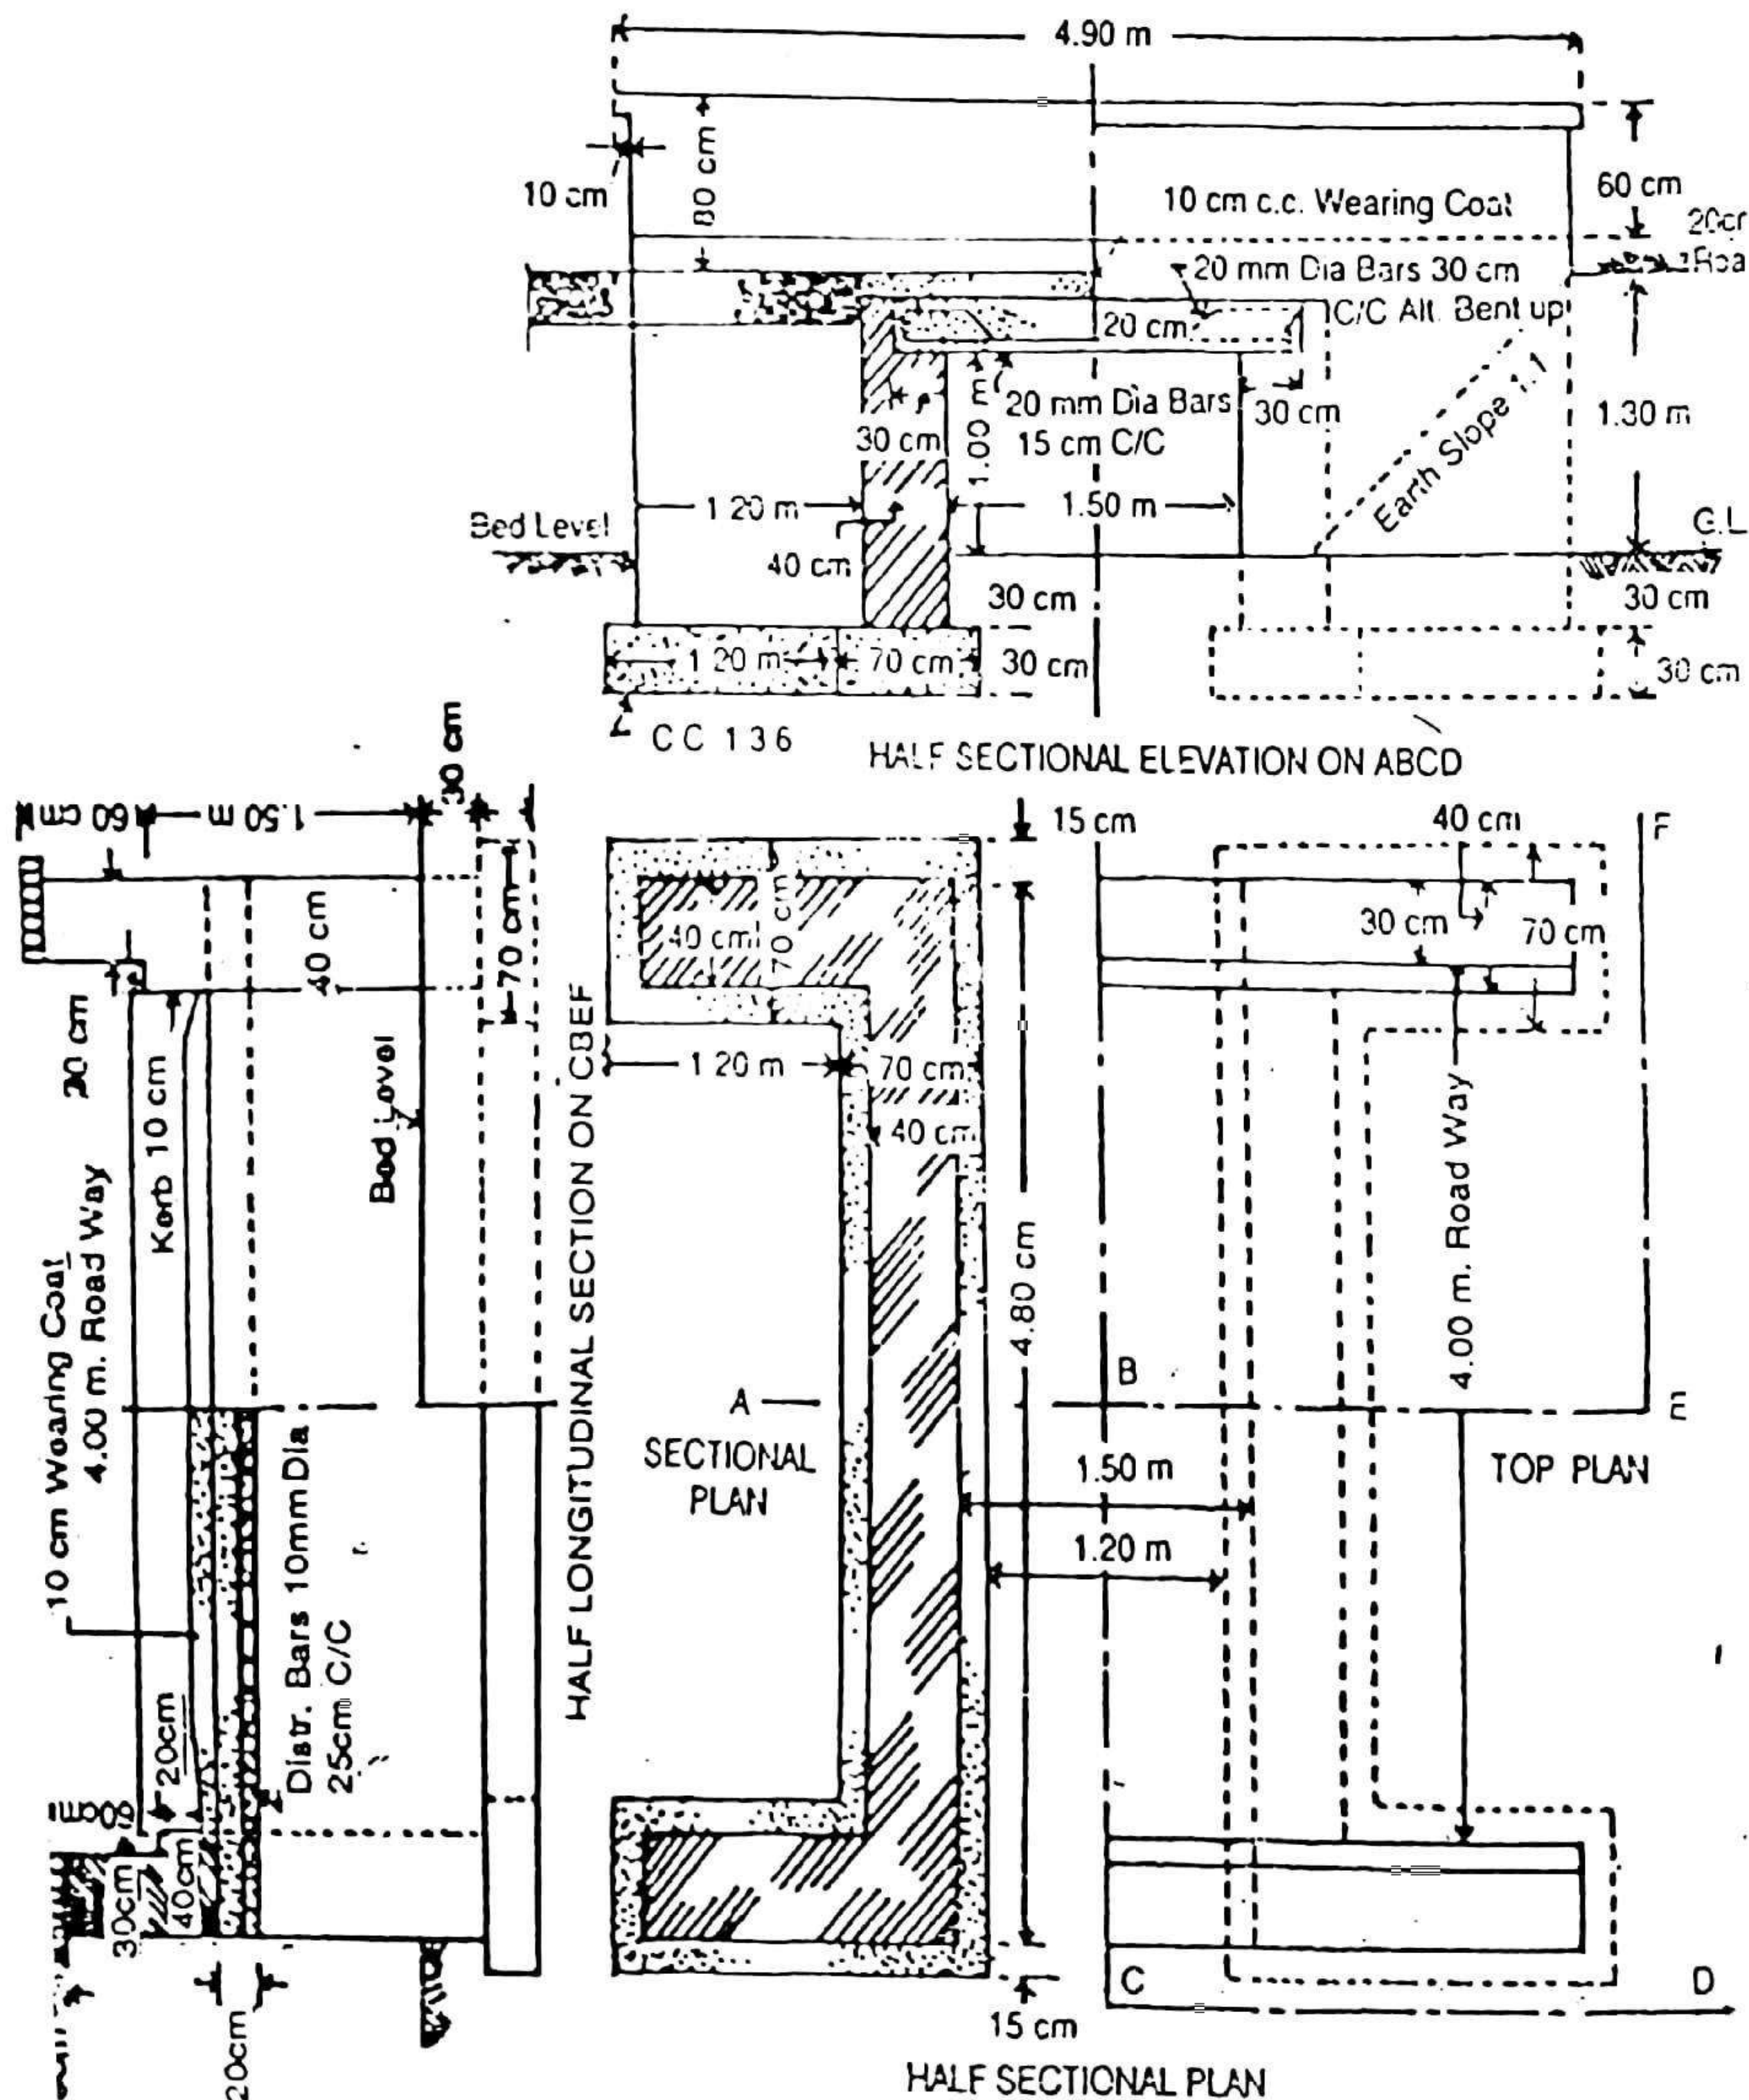 4.90 m
80 cm
10 cm
60 cm
10 cm c.c. Wearing Coat
20 mm Dia Bars 30 cm
C/C Alt. Bent up
20 cm
20 mm Dia Bars
15 cm C/C
30 cm
30 cm
1.00
1.30 m
Earth Slope 1:1
1 20 m
1.50 m
Bed Level
40 cm
G.L
30 cm
30 cm
1 20 m
70 cm
30 cm
30 cm
CC 136
HALF SECTIONAL ELEVATION ON ABCD
60 cm
1.50 m
30 cm
40 cm
70 cm
20 cm
Kerb 10 cm
Bed Level
10 cm Wearing Coat
4.00 m. Road Way
Distr. Bars 10mm Dia
25cm C/C
20cm
30cm
40cm
20cm
HALF LONGITUDINAL SECTION ON CBEF
15 cm
40 cm
F
40 cm
70 cm
30 cm
70 cm
1 20 m
70 cm
40 cm
4.80 cm
4.00 m. Road Way
A
B
E
SECTIONAL
PLAN
1.50 m
TOP PLAN
1.20 m
C
D
15 cm
HALF SECTIONAL PLAN